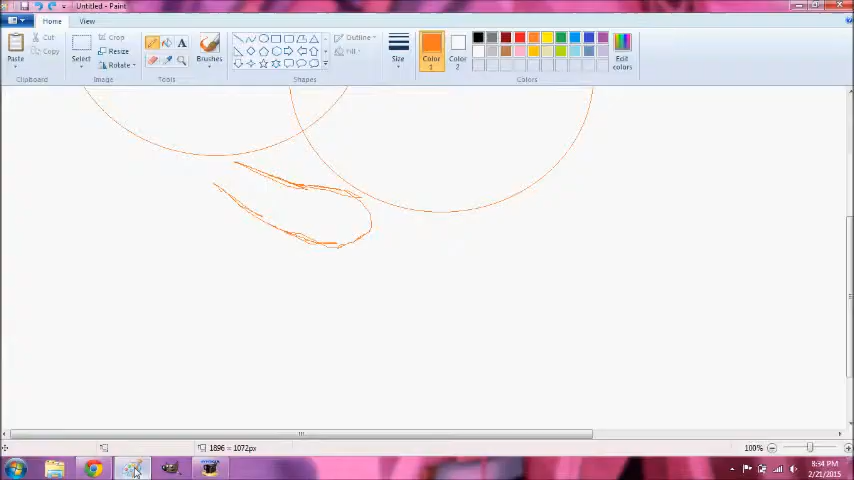 Untitled - Paint
Home View
Paste
Cut
Copy
Clipboard
Select
Crop
Resize
Rotate
Image
A
Tools
Brushes
Outline
Fill
Shapes
Size
Color 1
Color 2
Edit colors
Colors
1896 × 1072px
100%
8:34 PM
2/21/2015